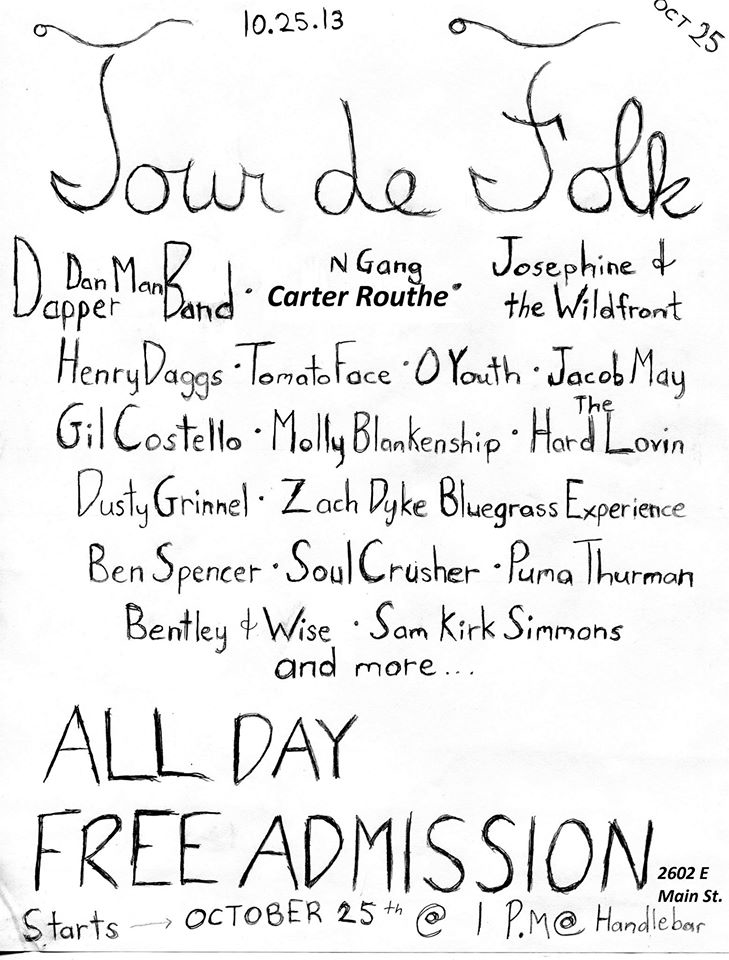 10.25.13
OCT 25
Tour de Folk
Dapper Dan Man Band · N Gang Carter Routhe · Josephine & the Wildfront
Henry Daggs · Tomato Face · O Youth · Jacob May
Gil Costello · Molly Blankenship · The Hard Lovin
Dusty Grinnel · Zach Dyke Bluegrass Experience
Ben Spencer · Soul Crusher · Puma Thurman
Bentley & Wise · Sam Kirk Simmons
and more...
ALL DAY
FREE ADMISSION
2602 E
Main St.
Starts → OCTOBER 25th @ 1 P.M @ Handlebar